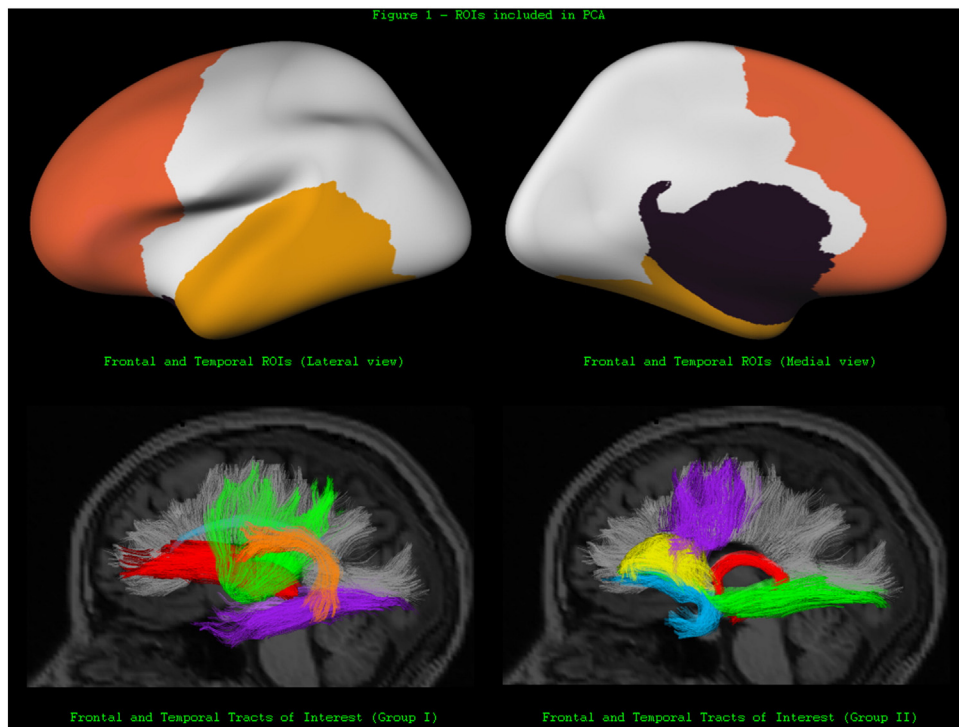 Figure 1 - ROIs included in PCA
Frontal and Temporal ROIs (Lateral view)
Frontal and Temporal ROIs (Medial view)
Frontal and Temporal Tracts of Interest (Group I)
Frontal and Temporal Tracts of Interest (Group II)